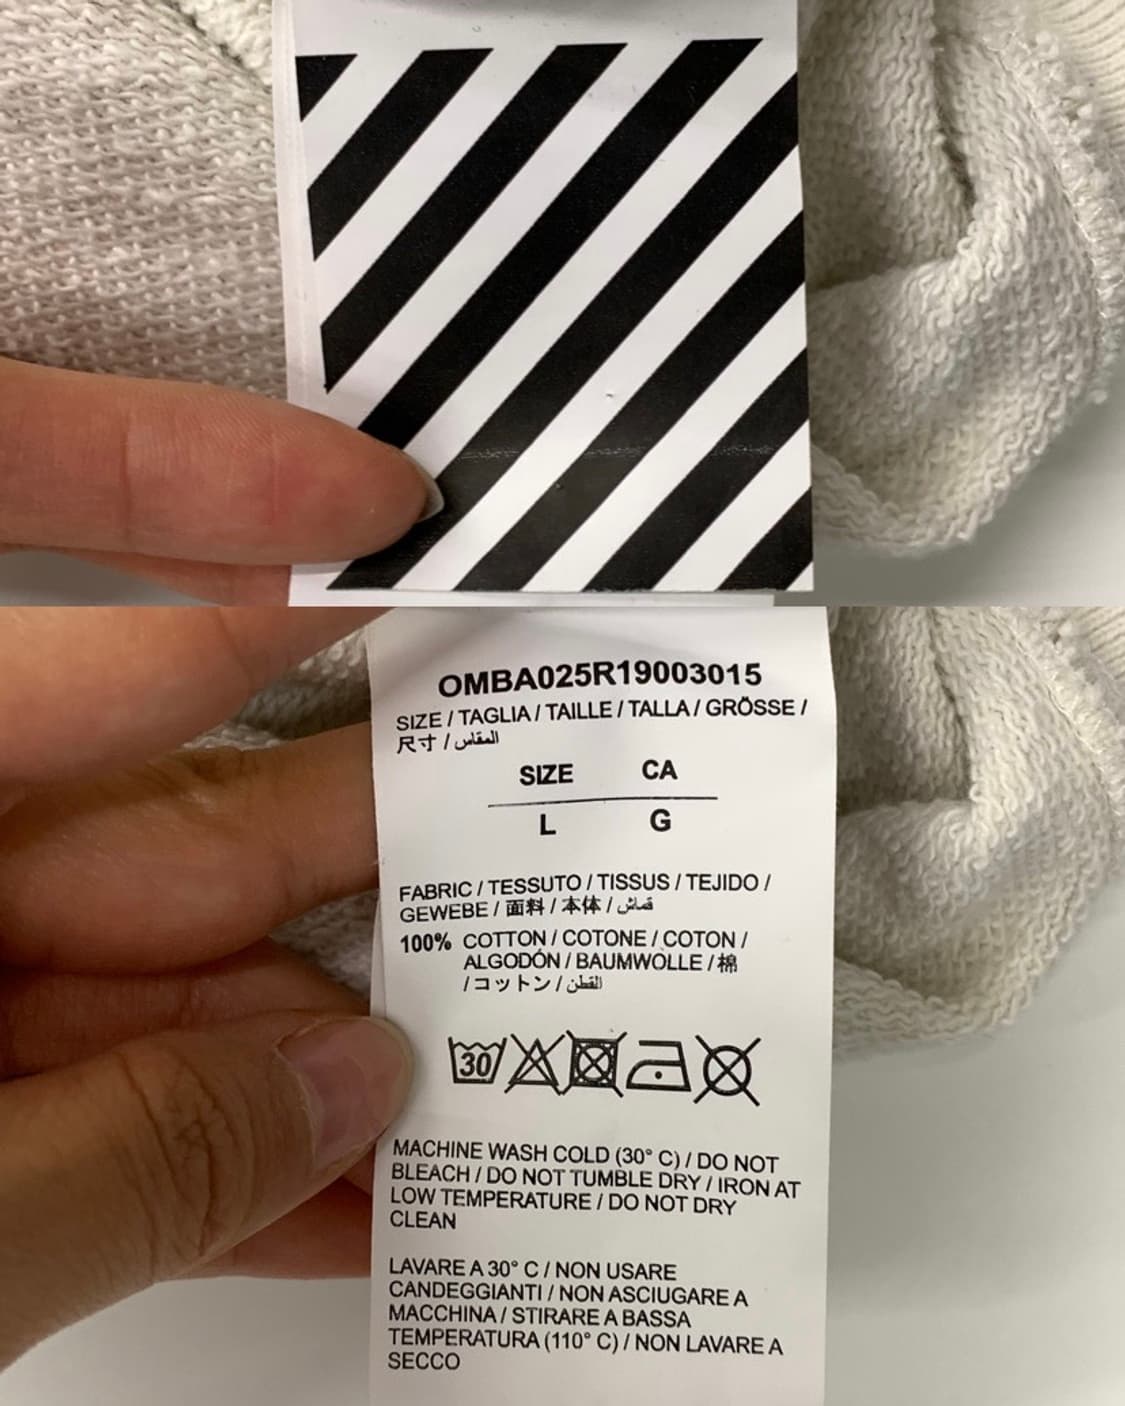 OMBA025R19003015
SIZE / TAGLIA / TAILLE / TALLA / GRÖSSE /
尺寸 / المقاس
SIZE CA
L G
FABRIC / TESSUTO / TISSUS / TEJIDO /
GEWEBE / 面料 / 本体 / قماش
100% COTTON / COTONE / COTON /
ALGODÓN / BAUMWOLLE / 棉
/ コットン / القطن
30
MACHINE WASH COLD (30° C) / DO NOT
BLEACH / DO NOT TUMBLE DRY / IRON AT
LOW TEMPERATURE / DO NOT DRY
CLEAN
LAVARE A 30° C / NON USARE
CANDEGGIANTI / NON ASCIUGARE A
MACCHINA / STIRARE A BASSA
TEMPERATURA (110° C) / NON LAVARE A
SECCO